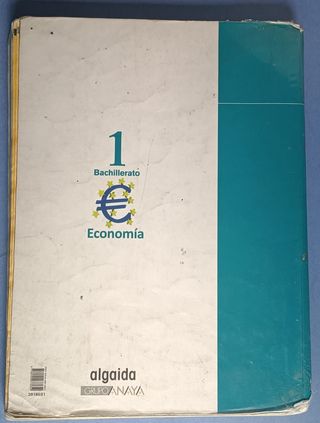 1
Bachillerato
€
Economía
algaida
GRUPO ANAYA